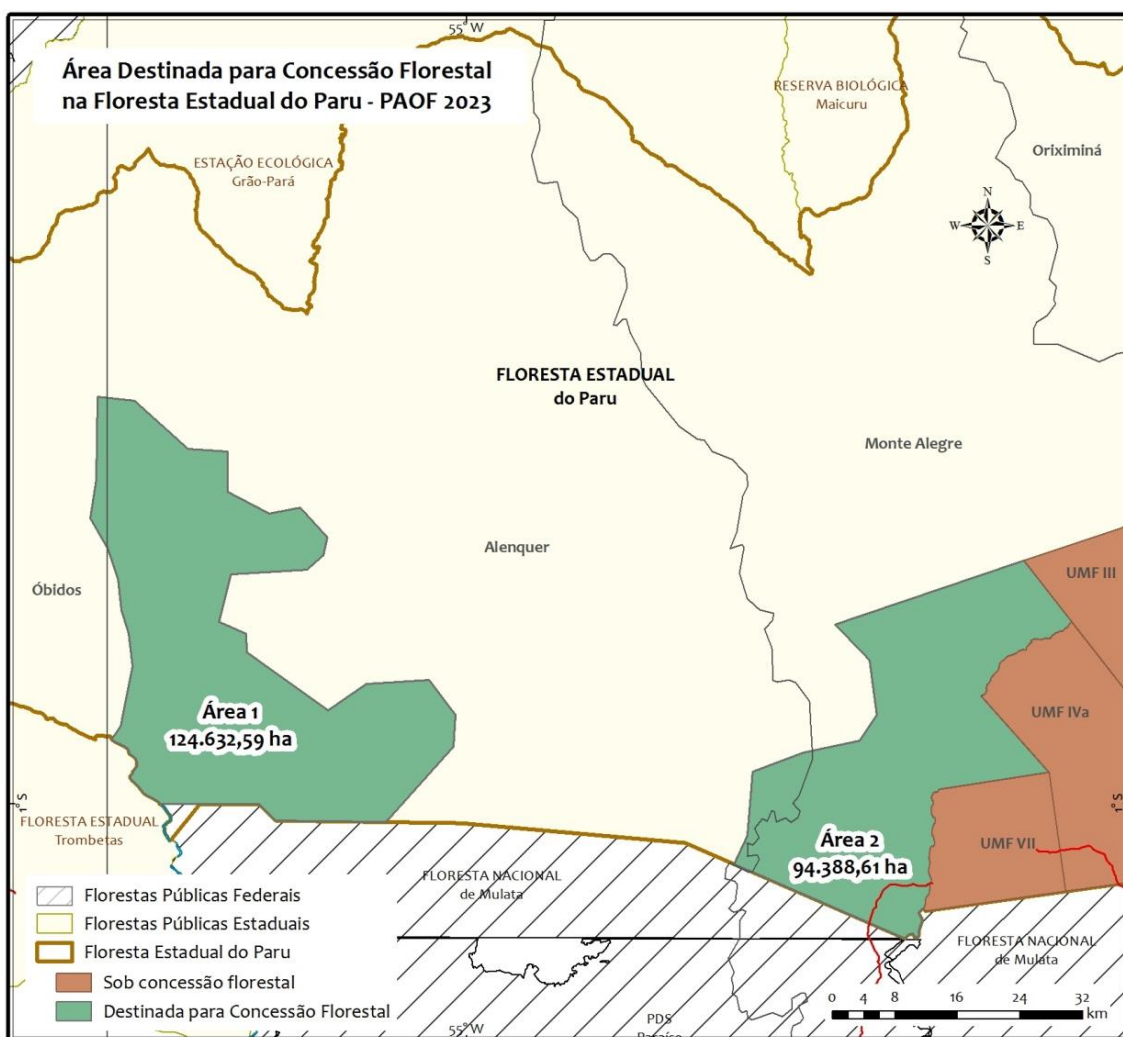 55° W
Área Destinada para Concessão Florestal
na Floresta Estadual do Paru - PAOF 2023
RESERVA BIOLÓGICA
Maicuru
Oriximiná
ESTAÇÃO ECOLÓGICA
Grão-Pará
N
W
E
S
FLORESTA ESTADUAL
do Paru
Monte Alegre
Alenquer
Óbidos
UMF III
Área 1
124.632,59 ha
UMF IVa
1° S
1° S
FLORESTA ESTADUAL
Trombetas
Área 2
94.388,61 ha
UMF VII
FLORESTA NACIONAL
de Mulata
Florestas Públicas Federais
Florestas Públicas Estaduais
Floresta Estadual do Paru
Sob concessão florestal
Destinada para Concessão Florestal
FLORESTA NACIONAL
de Mulata
0 4 8 16 24 32
km
PDS
Paraíso
55° W